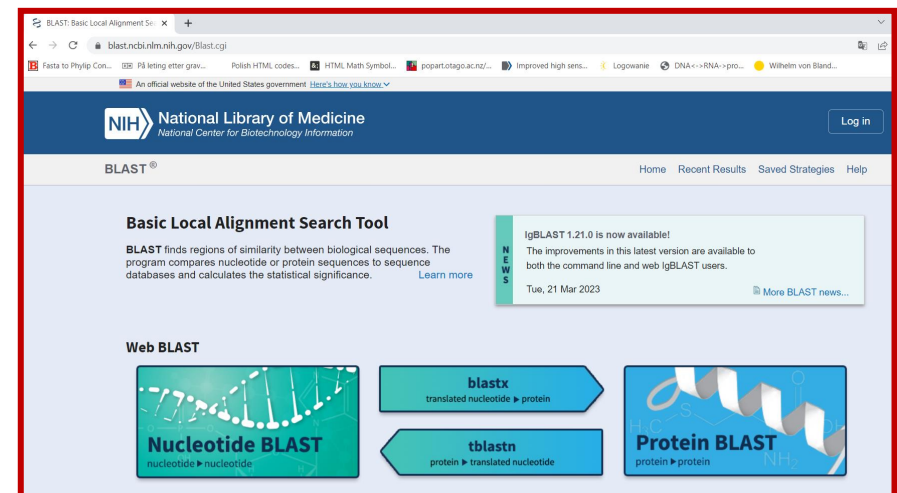 BLAST: Basic Local Alignment Se
blast.ncbi.nlm.nih.gov/Blast.cgi
Fasta to Phylip Con... På leting etter grav... Polish HTML codes... HTML Math Symbol... popart.otago.ac.nz/... Improved high sens... Logowanie DNA<->RNA->pro... Wilhelm von Bland...
An official website of the United States government Here's how you know
NIH National Library of Medicine
National Center for Biotechnology Information
Log in
BLAST ®
Home Recent Results Saved Strategies Help
Basic Local Alignment Search Tool
BLAST finds regions of similarity between biological sequences. The
program compares nucleotide or protein sequences to sequence
databases and calculates the statistical significance. Learn more
NEWS
IgBLAST 1.21.0 is now available!
The improvements in this latest version are available to
both the command line and web IgBLAST users.
Tue, 21 Mar 2023
More BLAST news...
Web BLAST
Nucleotide BLAST
nucleotide ▶ nucleotide
blastx
translated nucleotide ▶ protein
tblastn
protein ▶ translated nucleotide
Protein BLAST
protein ▶ protein